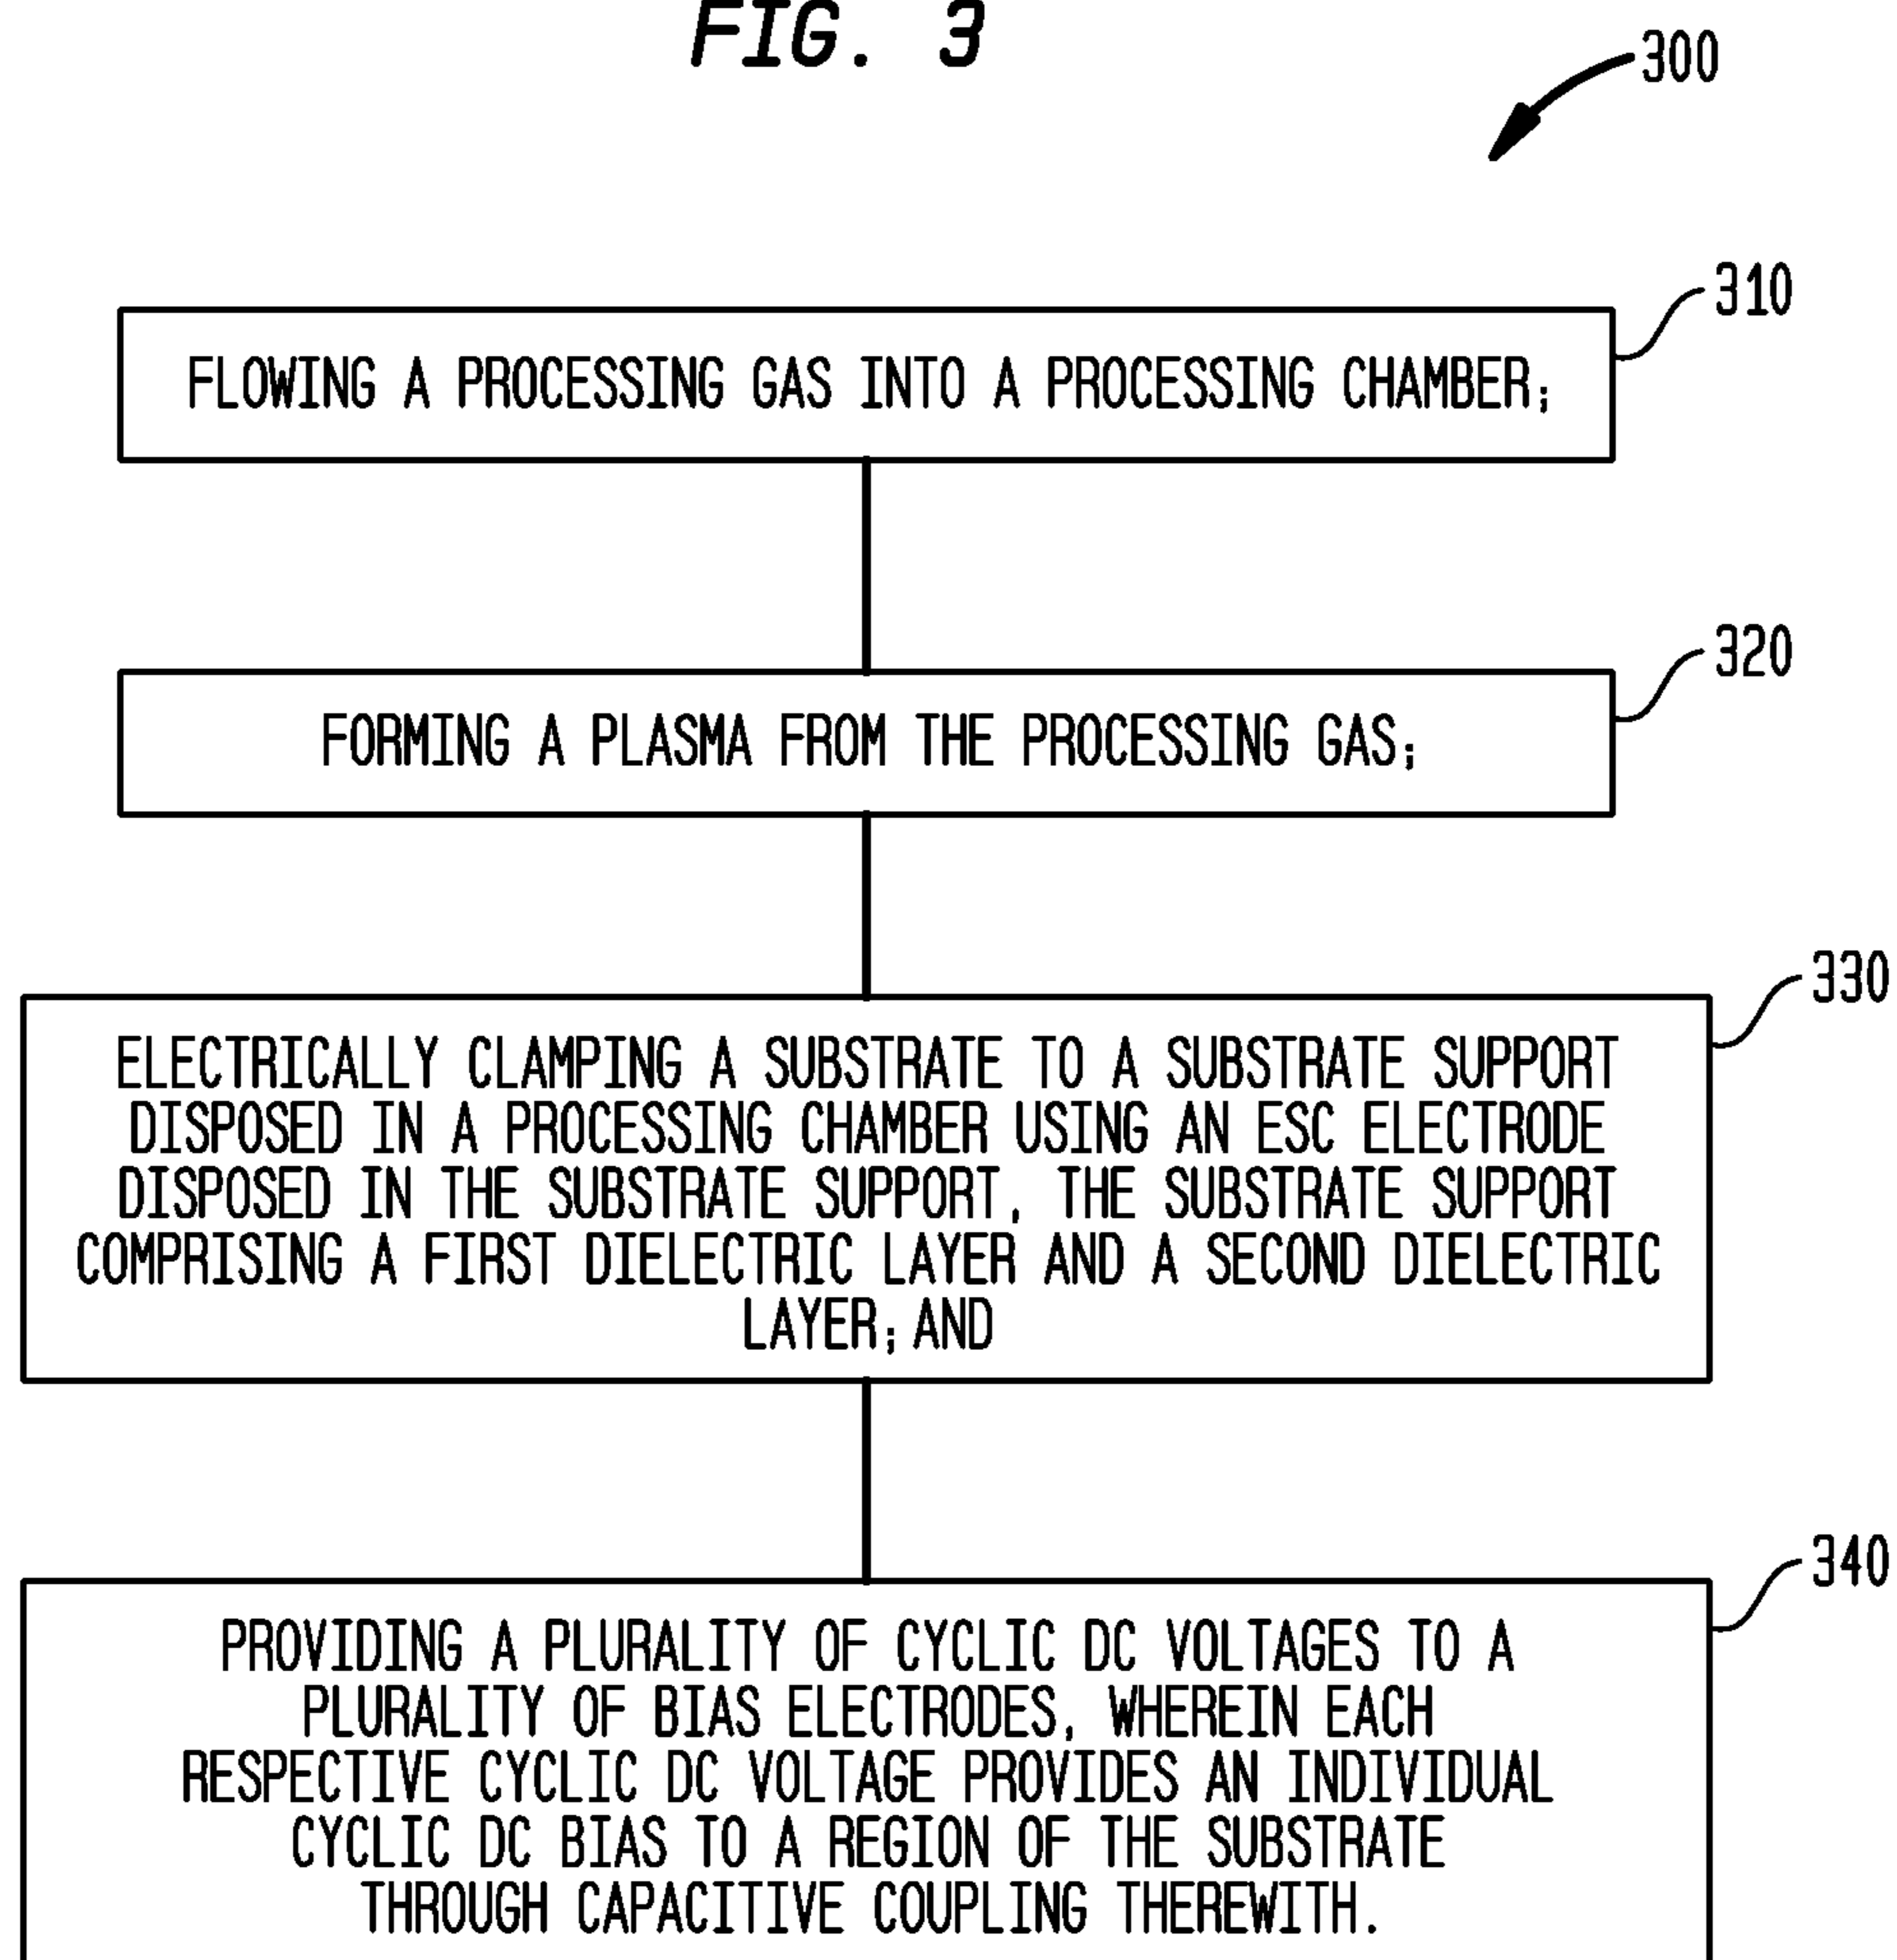 FIG. 3
300
310
FLOWING A PROCESSING GAS INTO A PROCESSING CHAMBER;
320
FORMING A PLASMA FROM THE PROCESSING GAS;
330
ELECTRICALLY CLAMPING A SUBSTRATE TO A SUBSTRATE SUPPORT
DISPOSED IN A PROCESSING CHAMBER USING AN ESC ELECTRODE
DISPOSED IN THE SUBSTRATE SUPPORT, THE SUBSTRATE SUPPORT
COMPRISING A FIRST DIELECTRIC LAYER AND A SECOND DIELECTRIC
LAYER; AND
340
PROVIDING A PLURALITY OF CYCLIC DC VOLTAGES TO A
PLURALITY OF BIAS ELECTRODES, WHEREIN EACH
RESPECTIVE CYCLIC DC VOLTAGE PROVIDES AN INDIVIDUAL
CYCLIC DC BIAS TO A REGION OF THE SUBSTRATE
THROUGH CAPACITIVE COUPLING THEREWITH.